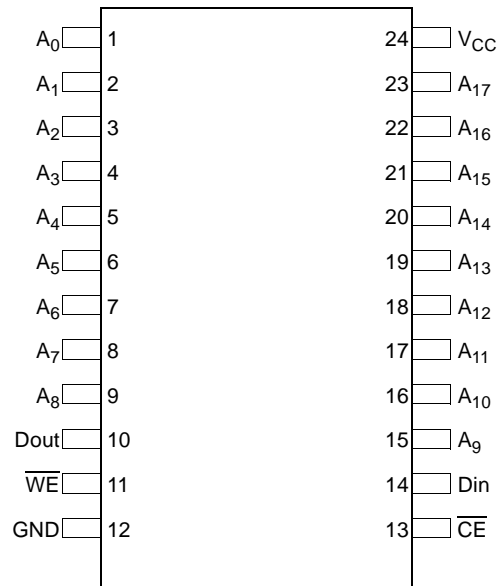 A0 1 24 VCC
A1 2 23 A17
A2 3 22 A16
A3 4 21 A15
A4 5 20 A14
A5 6 19 A13
A6 7 18 A12
A7 8 17 A11
A8 9 16 A10
Dout 10 15 A9
W̅E̅ 11 14 Din
GND 12 13 C̅E̅